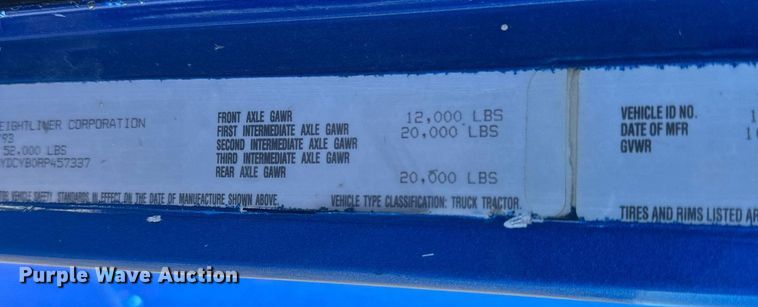 EIGHTLINER CORPORATION
/93
52,000 LBS
YDCYB0RP457337
FRONT AXLE GAWR 12,000 LBS
FIRST INTERMEDIATE AXLE GAWR 20,000 LBS
SECOND INTERMEDIATE AXLE GAWR
THIRD INTERMEDIATE AXLE GAWR
REAR AXLE GAWR 20,000 LBS
VEHICLE SAFETY STANDARDS IN EFFECT ON THE DATE OF MANUFACTURE SHOWN ABOVE.
VEHICLE TYPE CLASSIFICATION: TRUCK TRACTOR.
VEHICLE ID NO. 1
DATE OF MFR 1
GVWR
TIRES AND RIMS LISTED AR
Purple Wave Auction